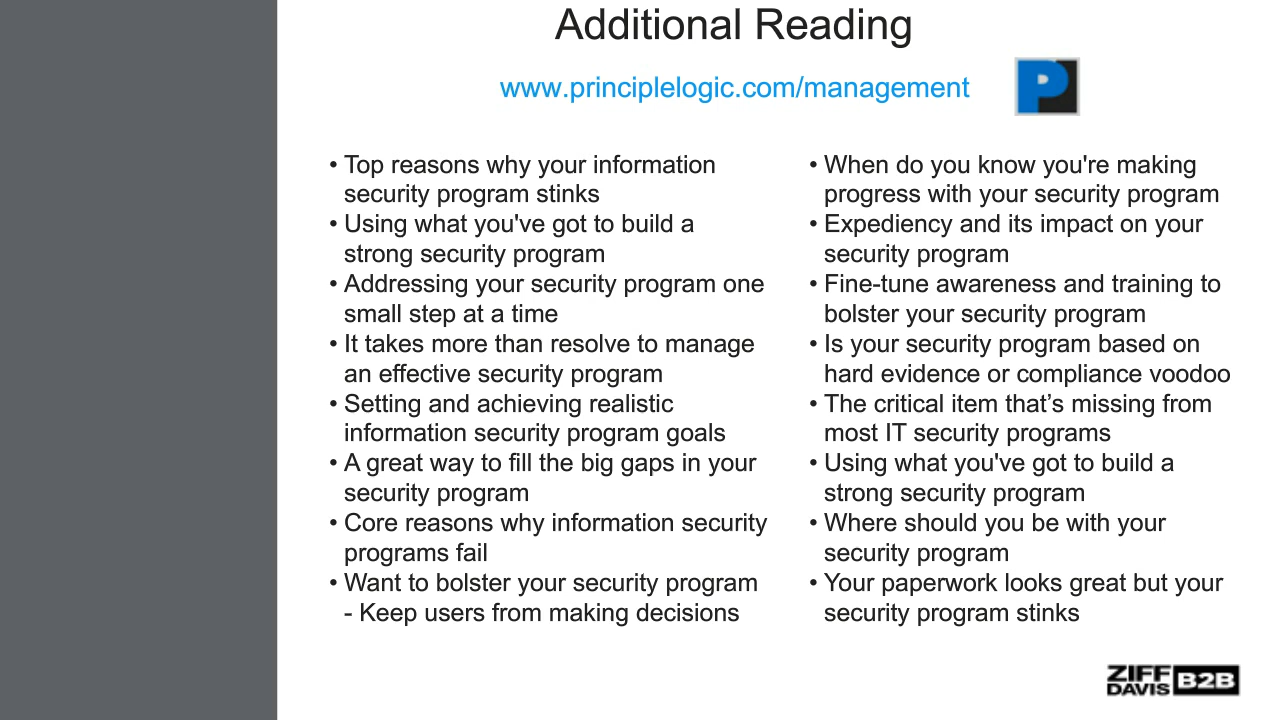 Additional Reading
www.principlelogic.com/management
P
• Top reasons why your information
security program stinks
• Using what you've got to build a
strong security program
• Addressing your security program one
small step at a time
• It takes more than resolve to manage
an effective security program
• Setting and achieving realistic
information security program goals
• A great way to fill the big gaps in your
security program
• Core reasons why information security
programs fail
• Want to bolster your security program
- Keep users from making decisions
• When do you know you're making
progress with your security program
• Expediency and its impact on your
security program
• Fine-tune awareness and training to
bolster your security program
• Is your security program based on
hard evidence or compliance voodoo
• The critical item that’s missing from
most IT security programs
• Using what you've got to build a
strong security program
• Where should you be with your
security program
• Your paperwork looks great but your
security program stinks
ZIFF
DAVIS B2B